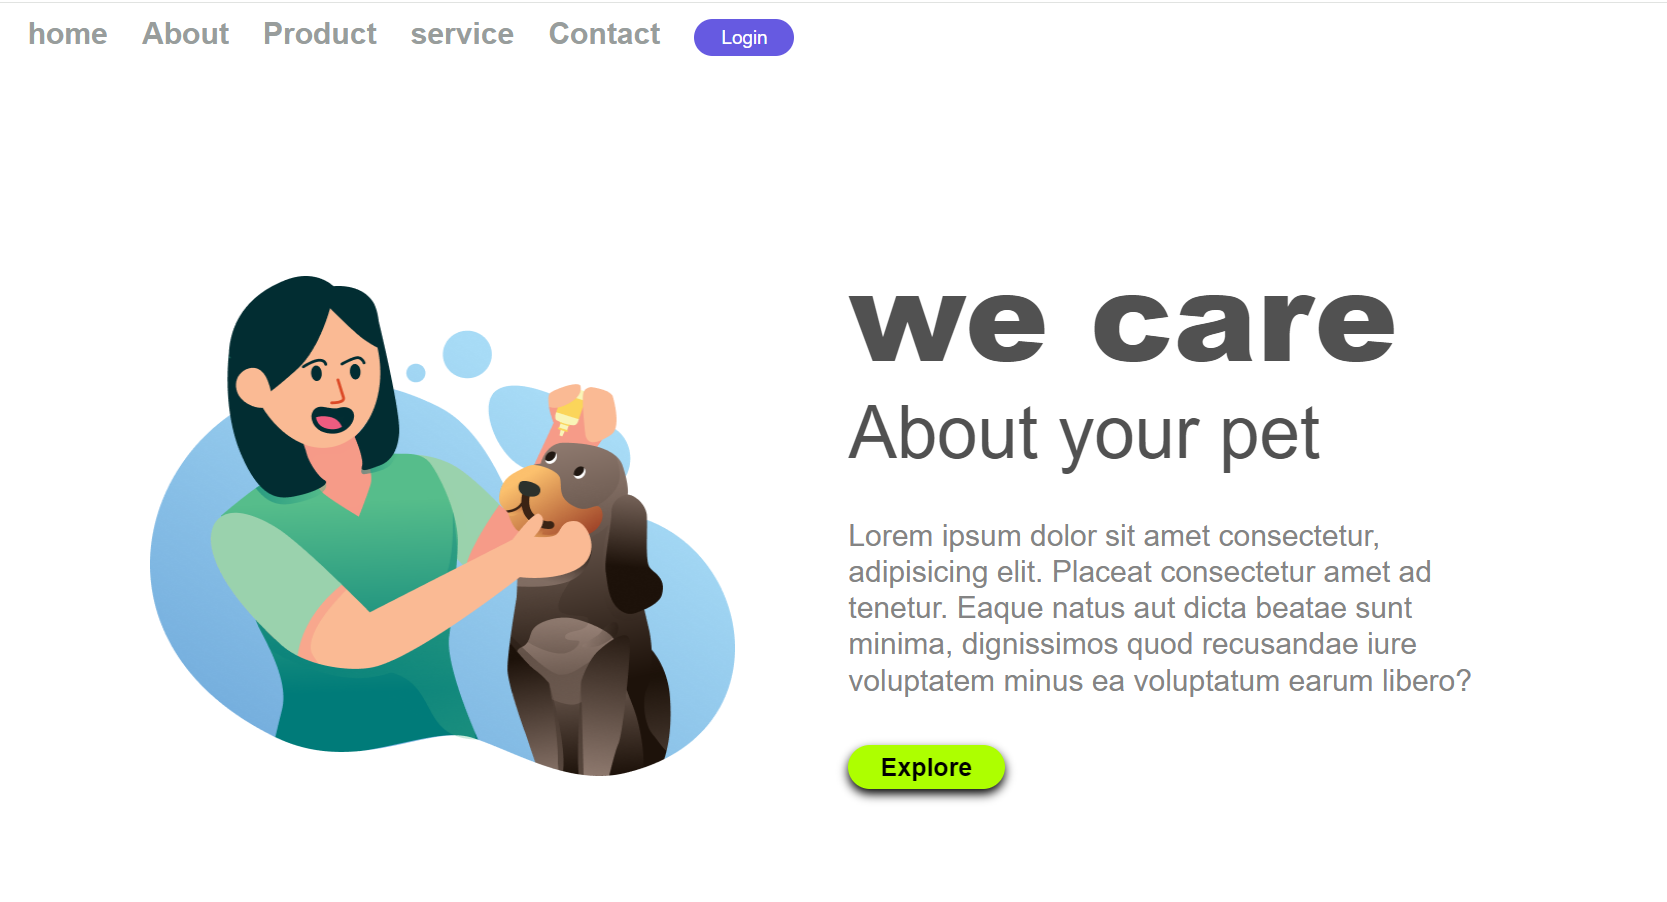 home About Product service Contact Login
we care
About your pet
Lorem ipsum dolor sit amet consectetur,
adipisicing elit. Placeat consectetur amet ad
tenetur. Eaque natus aut dicta beatae sunt
minima, dignissimos quod recusandae iure
voluptatem minus ea voluptatum earum libero?
Explore